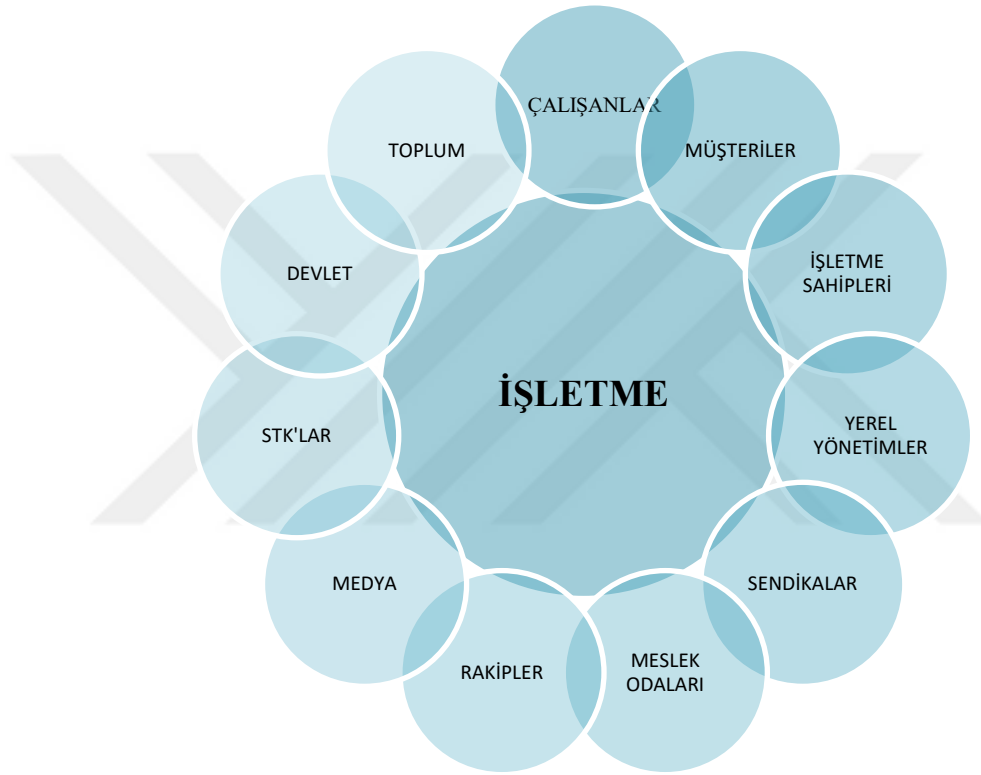 ÇALIŞANLAR
MÜŞTERİLER
İŞLETME
SAHİPLERİ
YEREL
YÖNETİMLER
SENDİKALAR
MESLEK
ODALARI
RAKİPLER
MEDYA
STK'LAR
DEVLET
TOPLUM
İŞLETME